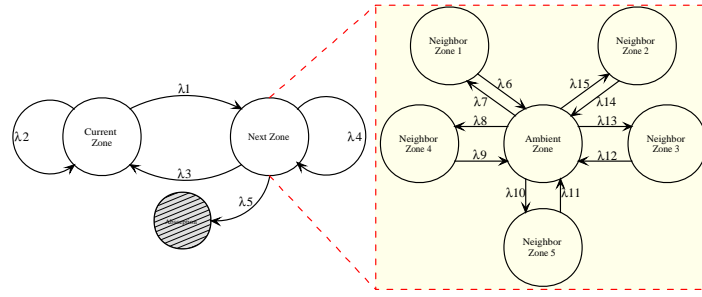 Neighbor
Zone 1
Neighbor
Zone 2
λ6
λ15
λ7
λ14
λ1
λ2
Current
Zone
Next Zone
λ4
λ8
λ13
Neighbor
Zone 4
Ambient
Zone
Neighbor
Zone 3
λ9
λ12
λ3
λ5
λ10
λ11
Neighbor
Zone 5